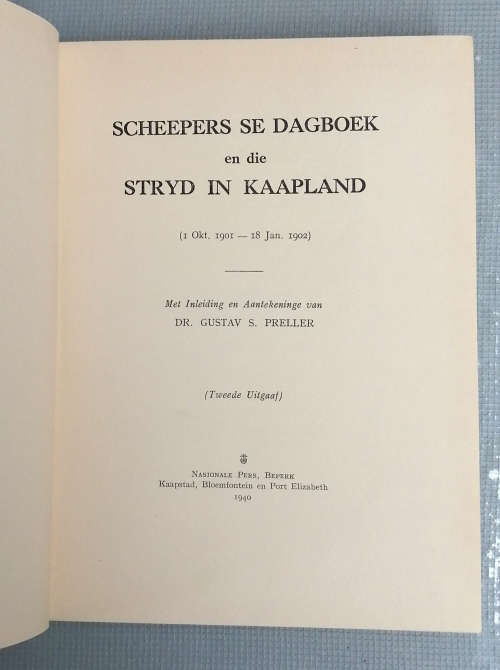 SCHEEPERS SE DAGBOEK
en die
STRYD IN KAAPLAND
(1 Okt. 1901 — 18 Jan. 1902)
Met Inleiding en Aantekeninge van
DR. GUSTAV S. PRELLER
(Tweede Uitgaaf)
NASIONALE PERS, BEPERK
Kaapstad, Bloemfontein en Port Elizabeth
1940